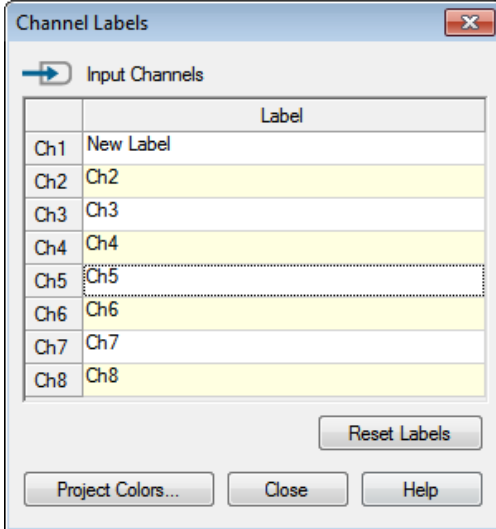 Channel Labels
Input Channels
Label
Ch1 New Label
Ch2 Ch2
Ch3 Ch3
Ch4 Ch4
Ch5 Ch5
Ch6 Ch6
Ch7 Ch7
Ch8 Ch8
Reset Labels
Project Colors... Close Help